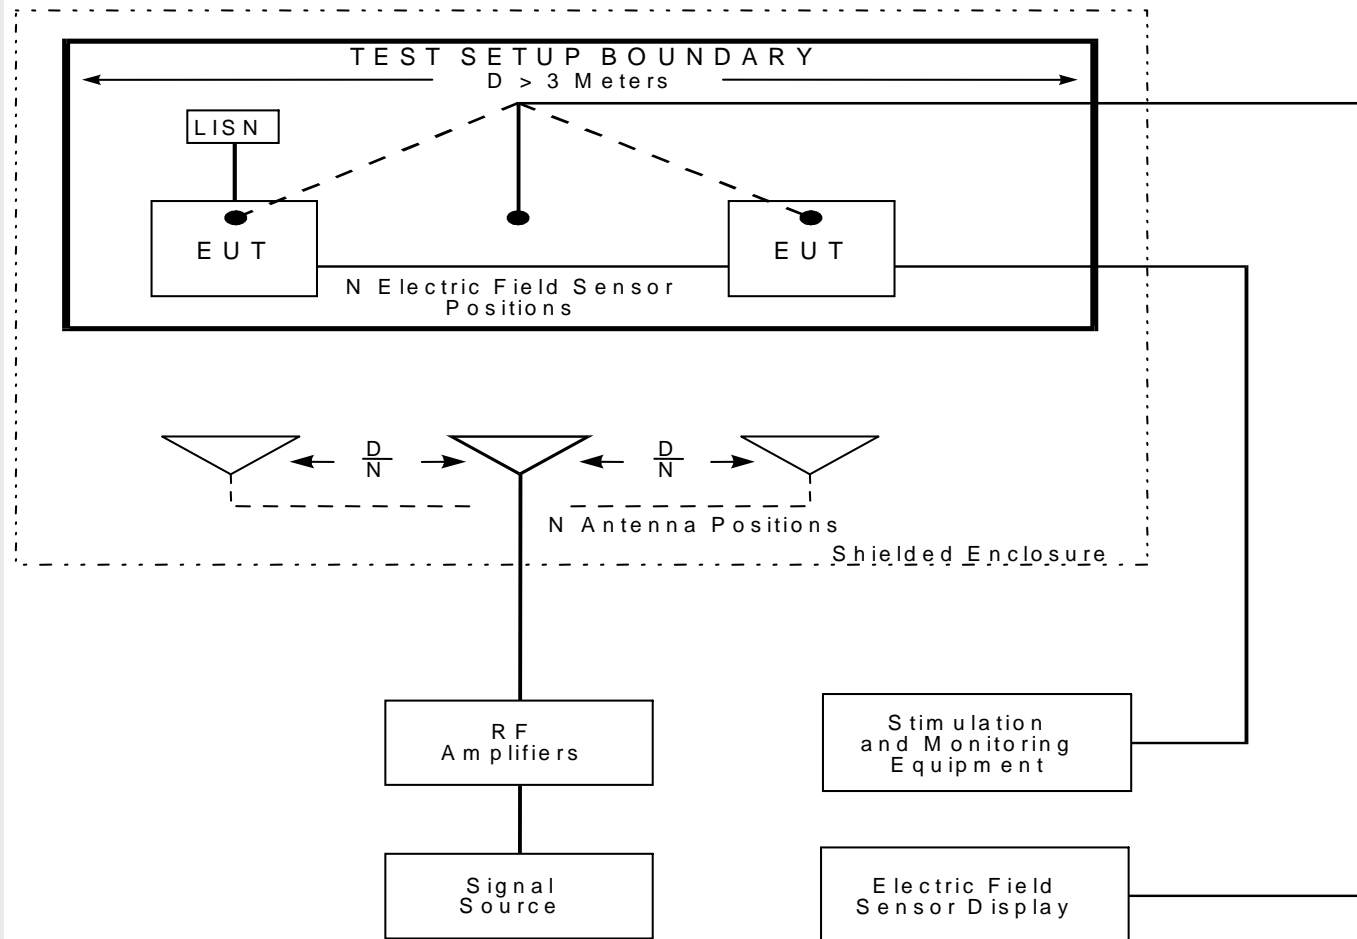 TEST SETUP BOUNDARY
D > 3 Meters
LISN
EUT
EUT
N Electric Field Sensor
Positions
D
N
D
N
N Antenna Positions
Shielded Enclosure
RF
Amplifiers
Stimulation
and Monitoring
Equipment
Signal
Source
Electric Field
Sensor Display